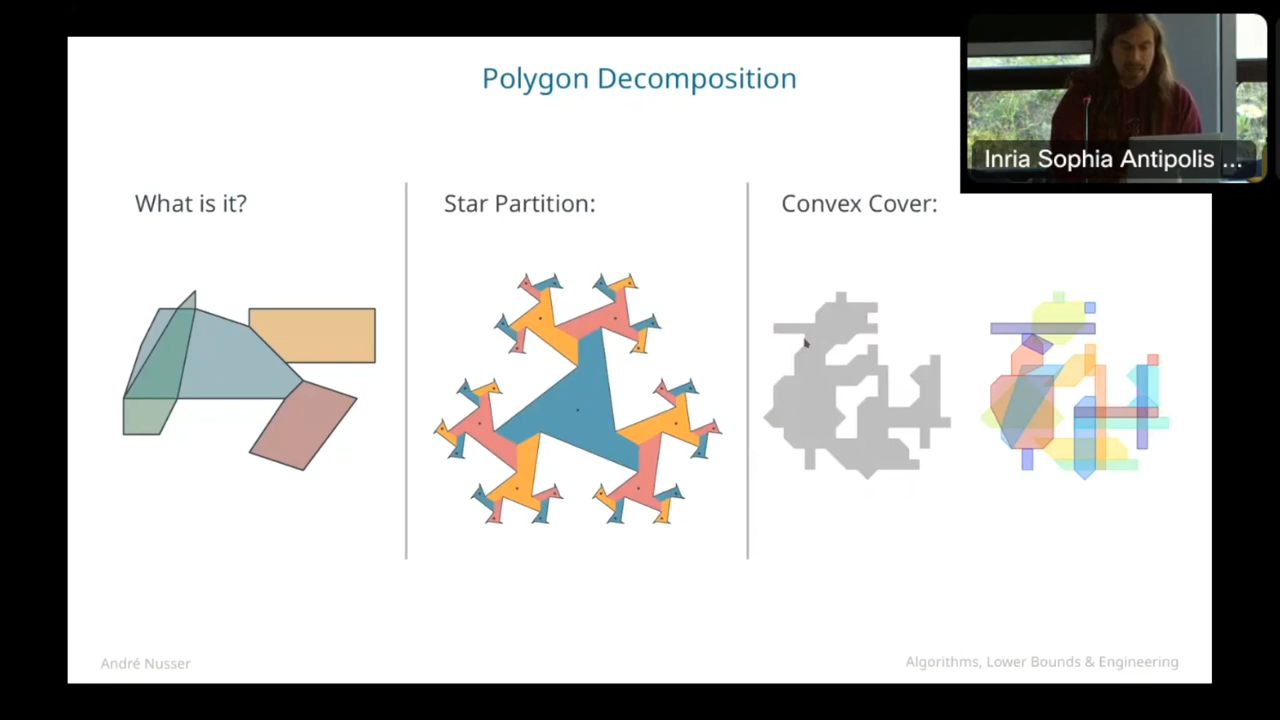 Polygon Decomposition
Inria Sophia Antipolis ...
What is it?
Star Partition:
Convex Cover:
André Nusser
Algorithms, Lower Bounds & Engineering